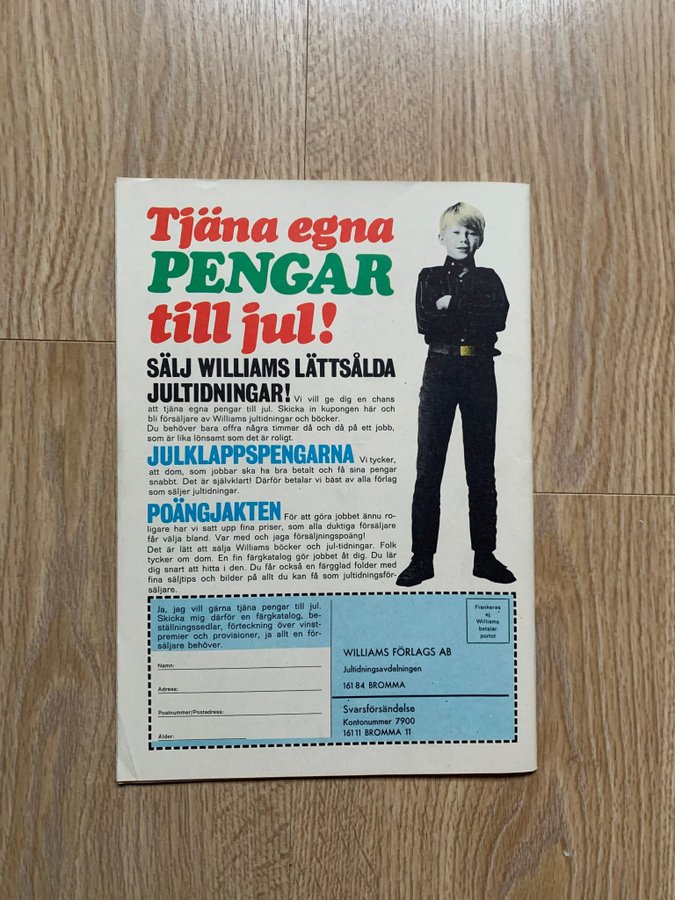 Tjäna egna
PENGAR
till jul!
SÄLJ WILLIAMS LÄTTSÅLDA
JULTIDNINGAR! Vi vill ge dig en chans
att tjäna egna pengar till jul. Skicka in kupongen här och
bli försäljare av Williams jultidningar och böcker.
Du behöver bara offra några timmar då och då på ett jobb,
som är lika lönsamt som det är roligt.
JULKLAPPSPENGARNA Vi tycker,
att dom, som jobbar ska ha bra betalt och få sina pengar
snabbt. Det är självklart! Därför betalar vi bäst av alla förlag
som säljer jultidningar.
POÄNGJAKTEN För att göra jobbet ännu ro-
ligare har vi satt upp fina priser, som alla duktiga försäljare
får välja bland. Var med och jaga försäljningspoäng!
Det är lätt att sälja Williams böcker och jul-tidningar. Folk
tycker om dom. En fin färgkatalog gör jobbet åt dig. Du lär
dig snart att hitta i den. Du får också en färgglad folder med
fina säljtips och bilder på allt du kan få som jultidningsför-
säljare.
Ja, jag vill gärna tjäna pengar till jul.
Skicka mig därför en färgkatalog, be-
ställningssedlar, förteckning över vinst-
premier och provisioner, ja allt en för-
säljare behöver.
Namn:
Adress:
Postnummer/Postadress:
Ålder:
Frankeras
ej
Williams
betalar
portot
WILLIAMS FÖRLAGS AB
Jultidningsavdelningen
161 84 BROMMA
Svarsförsändelse
Kontonummer 7900
161 11 BROMMA 11